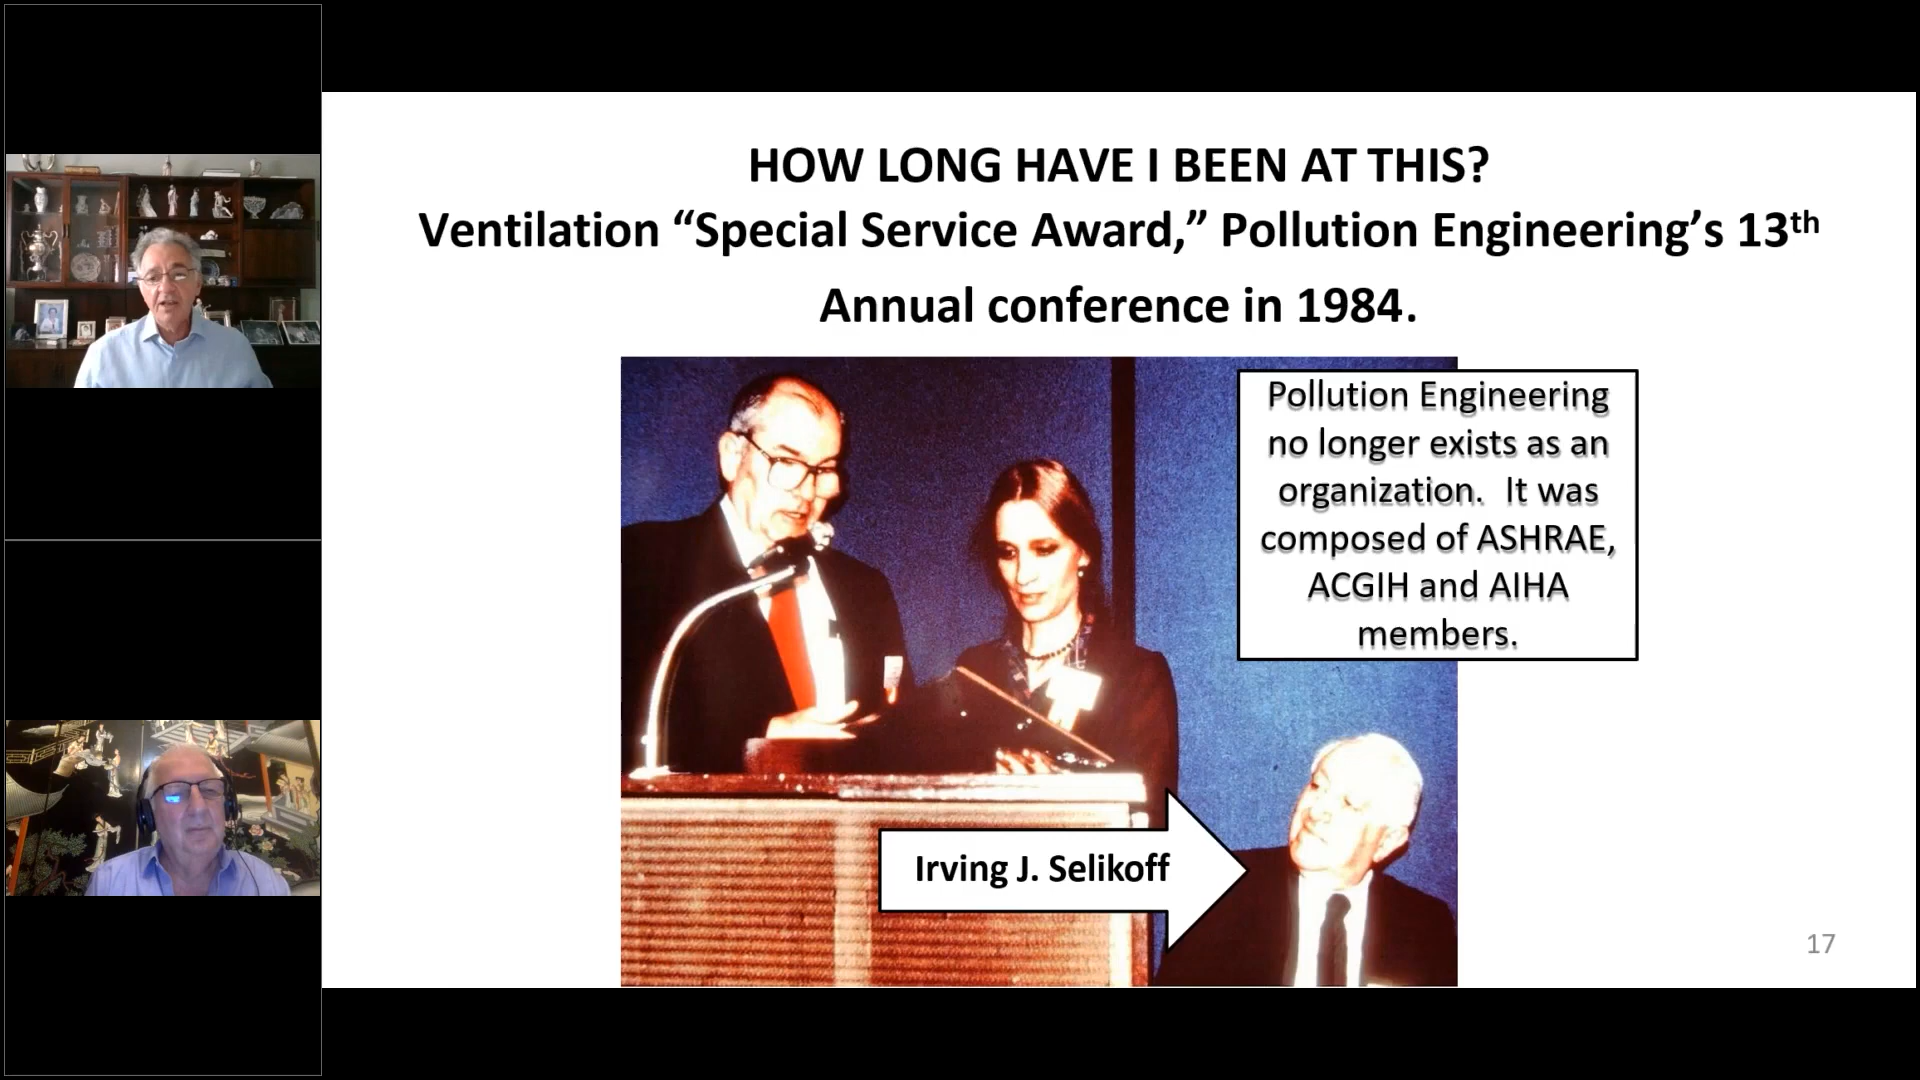 HOW LONG HAVE I BEEN AT THIS?
Ventilation “Special Service Award,” Pollution Engineering’s 13th
Annual conference in 1984.
Pollution Engineering
no longer exists as an
organization. It was
composed of ASHRAE,
ACGIH and AIHA
members.
Irving J. Selikoff
17